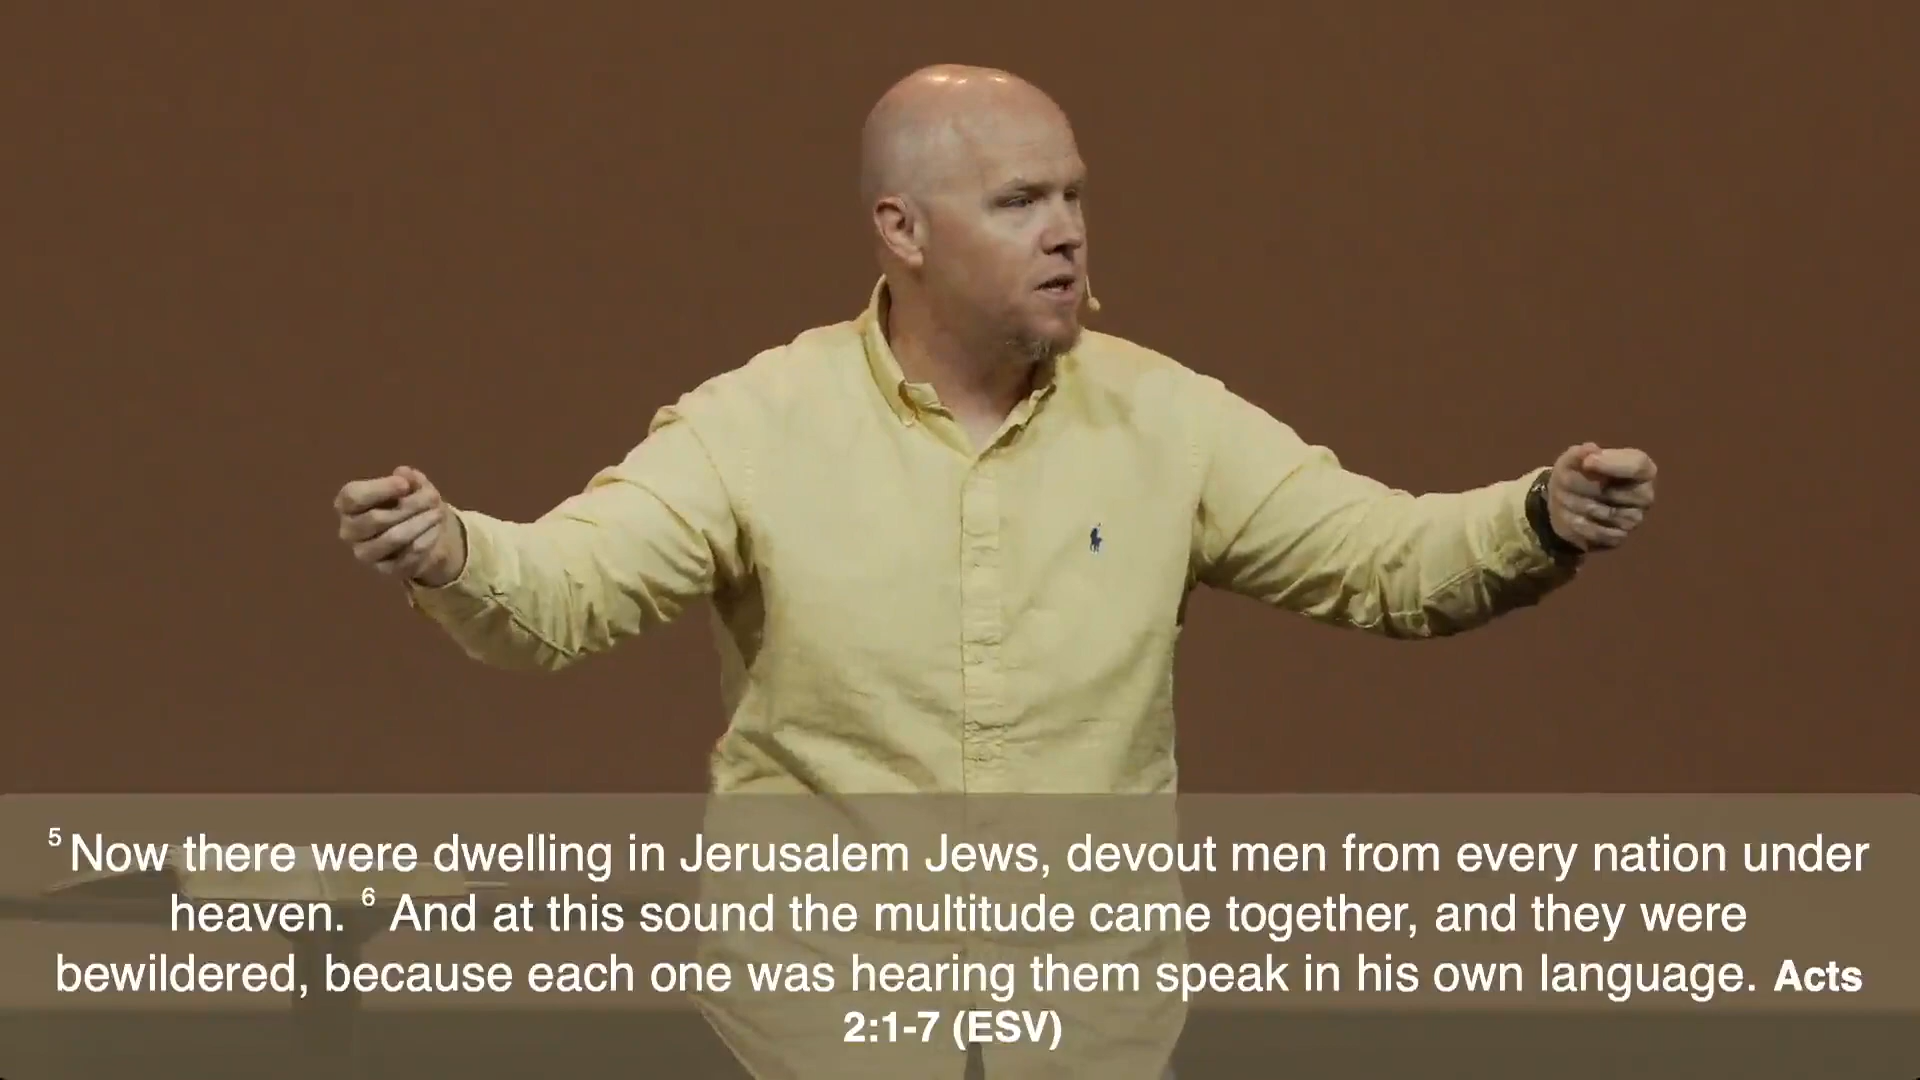 5 Now there were dwelling in Jerusalem Jews, devout men from every nation under
heaven. 6 And at this sound the multitude came together, and they were
bewildered, because each one was hearing them speak in his own language. Acts
2:1-7 (ESV)